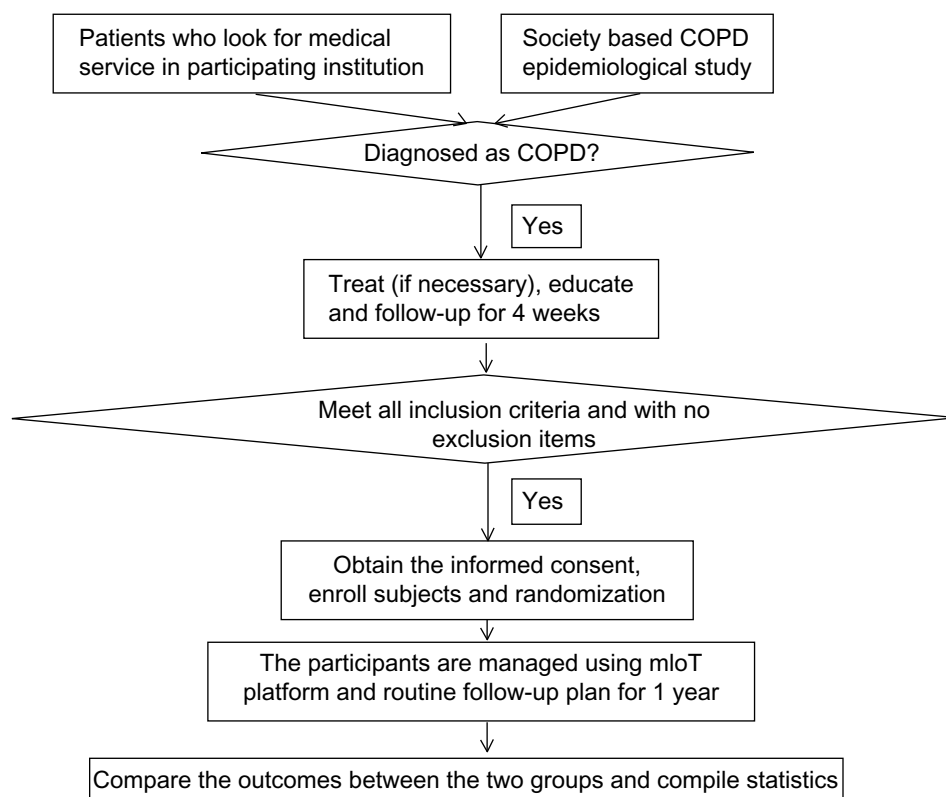 Patients who look for medical
service in participating institution
Society based COPD
epidemiological study
Diagnosed as COPD?
Yes
Treat (if necessary), educate
and follow-up for 4 weeks
Meet all inclusion criteria and with no
exclusion items
Yes
Obtain the informed consent,
enroll subjects and randomization
The participants are managed using mIoT
platform and routine follow-up plan for 1 year
Compare the outcomes between the two groups and compile statistics